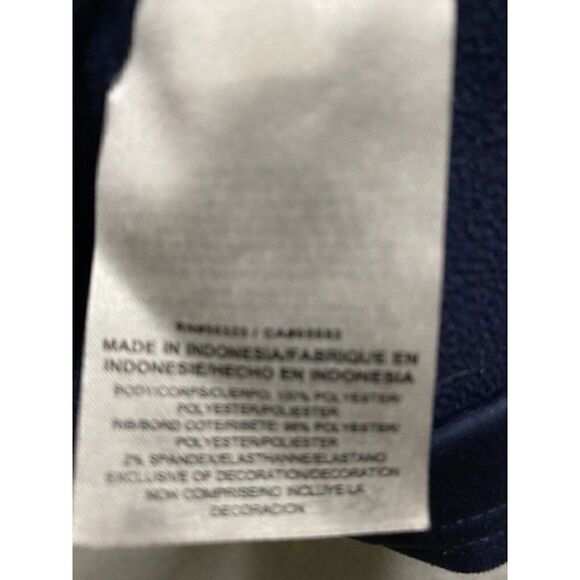 MADE IN INDONESIA/FABRIQUE EN
INDONESIE/HECHO EN INDONESIA
BODY/CORPS/CUERPO: 100% POLYESTER/
POLYESTER/POLIESTER
RIB/BORD COTE/RIBETE: 98% POLYESTER/
POLYESTER/POLIESTER
2% SPANDEX/ELASTHANNE/ELASTANO
EXCLUSIVE OF DECORATION/DECORATION
NON COMPRISE/NO INCLUYE LA
DECORACION